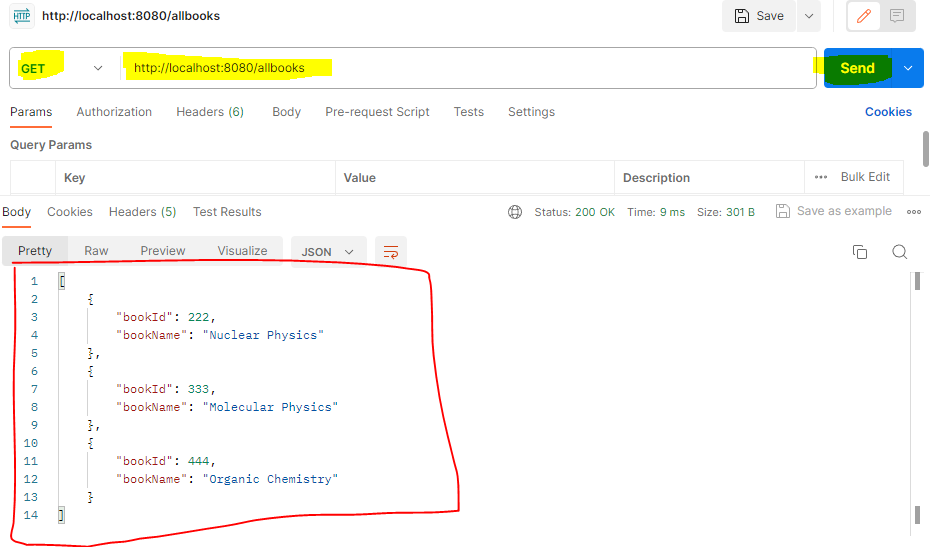 HTTP http://localhost:8080/allbooks Save
GET http://localhost:8080/allbooks Send
Params Authorization Headers (6) Body Pre-request Script Tests Settings Cookies
Query Params
Key Value Description ••• Bulk Edit
Body Cookies Headers (5) Test Results Status: 200 OK Time: 9 ms Size: 301 B Save as example •••
Pretty Raw Preview Visualize JSON
1 [
2 {
3 "bookId": 222,
4 "bookName": "Nuclear Physics"
5 },
6 {
7 "bookId": 333,
8 "bookName": "Molecular Physics"
9 },
10 {
11 "bookId": 444,
12 "bookName": "Organic Chemistry"
13 }
14 ]